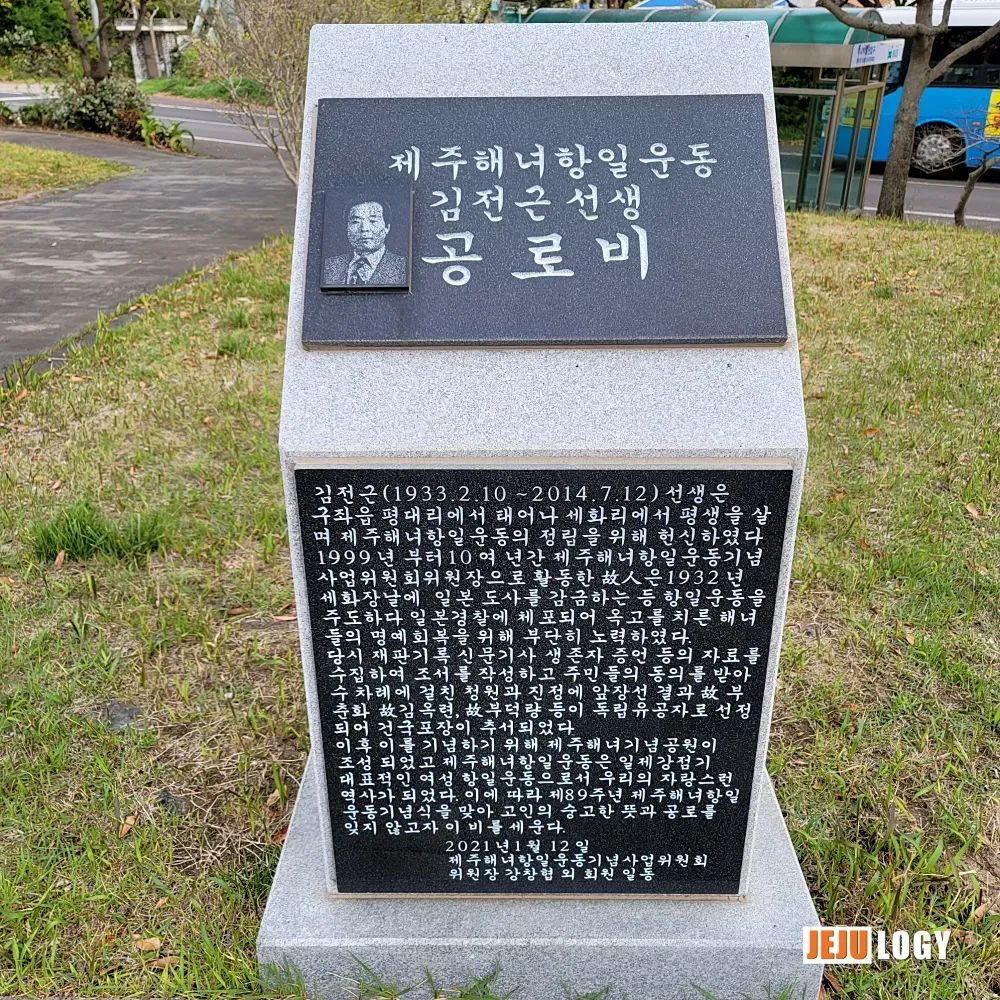 제주해녀항일운동
김전근 선생
공로비
김전근(1933.2.10 ~2014.7.12) 선생은
구좌읍 평대리에서 태어나 세화리에서 평생을 살
며 제주해녀항일운동의 정립을 위해 헌신하였다
1999년 부터10여 년간 제주해녀항일운동기념
사업위원회위원장으로 활동한 故人은1932년
세화장날에 일본 도사를 감금하는 등 항일운동을
주도하다 일본경찰에 체포되어 옥고를 치른 해녀
들의 명예회복을 위해 부단히 노력하였다.
당시 재판기록 신문기사 생존자 증언 등의 자료를
수집하여 조서를 작성하고 주민들의 동의를 받아
수 차례에 걸친 청원과 진정에 앞장선 결과 故 부
춘화 故김옥련, 故부덕량 등이 독립유공자로 선정
되어 건국포장이 추서되었다
이후 이를 기념하기 위해 제주해녀기념공원이
조성 되었고 제주해녀항일운동은 일제강점기
대표적인 여성 항일운동으로서 우리의 자랑스런
역사가 되었다. 이에 따라 제89주년 제주해녀항일
운동기념식을 맞아 고인의 숭고한 뜻과 공로를
잊지 않고자 이 비를 세운다.
2021년1월 12일
제주해녀항일운동기념사업위원회
위원장 강창협 외 회원 일동
JEJULOGY